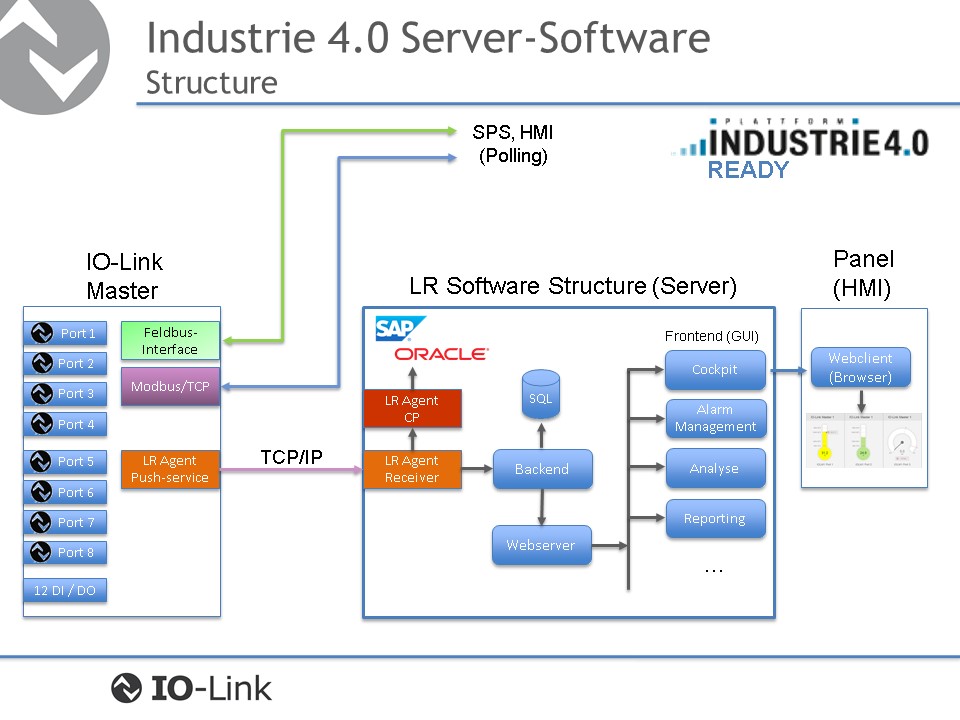 Industrie 4.0 Server-Software
Structure
SPS, HMI
(Polling)
PLATTFORM
INDUSTRIE4.0
READY
IO-Link
Master
Port 1
Port 2
Port 3
Port 4
Port 5
Port 6
Port 7
Port 8
12 DI / DO
Feldbus-
Interface
Modbus/TCP
LR Agent
Push-service
TCP/IP
LR Software Structure (Server)
SAP
ORACLE
LR Agent
CP
LR Agent
Receiver
SQL
Backend
Webserver
Frontend (GUI)
Cockpit
Alarm
Management
Analyse
Reporting
...
Panel
(HMI)
Webclient
(Browser)
IO-Link